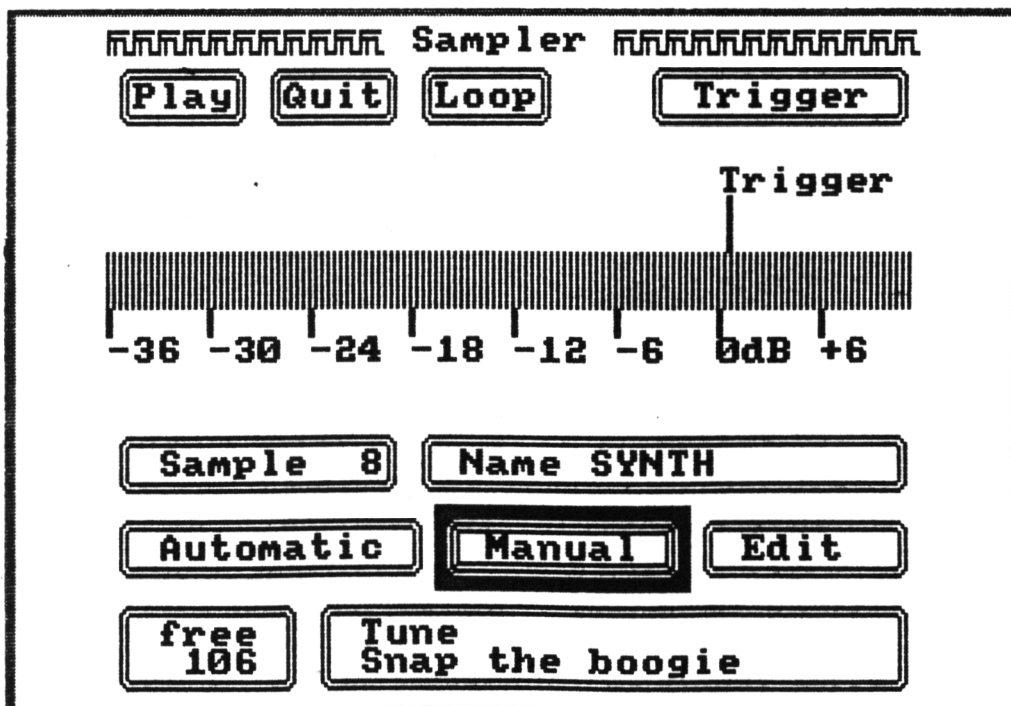 Sampler
Play Quit Loop Trigger
Trigger
-36 -30 -24 -18 -12 -6 0dB +6
Sample 8 Name SYNTH
Automatic Manual Edit
free Tune
106 Snap the boogie